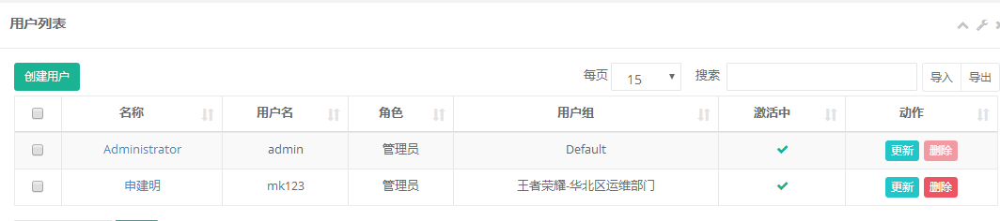 用户列表
创建用户 每页 15 搜索 导入 导出
名称 用户名 角色 用户组 激活中 动作
Administrator admin 管理员 Default 更新 删除
申建明 mk123 管理员 王者荣耀-华北区运维部门 更新 删除